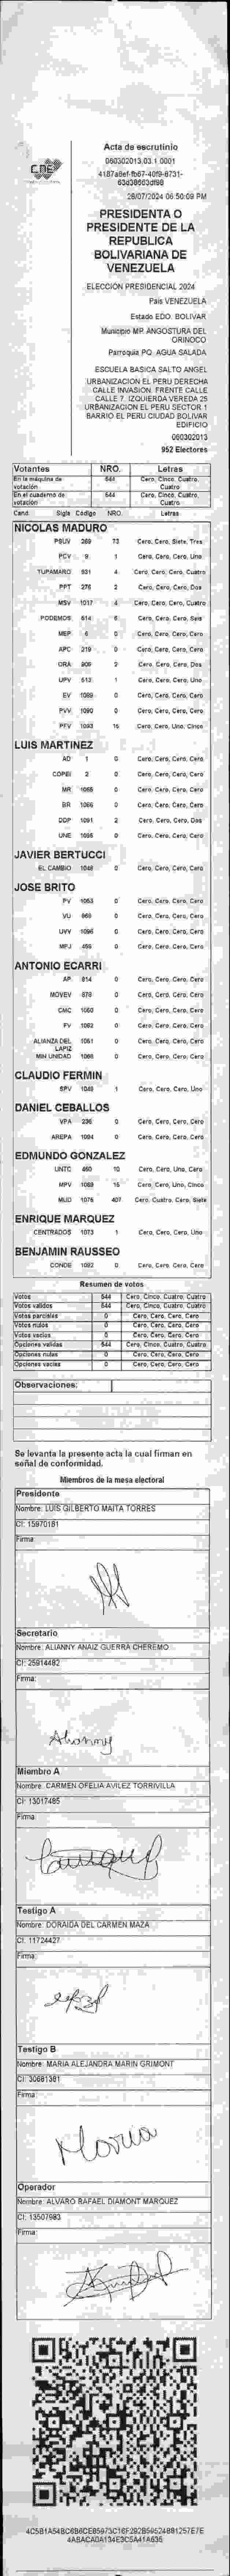 CNE
Acta de escrutinio
060302013.03.1.0001
28/07/2024 06:50:09 PM
PRESIDENTA O
PRESIDENTE DE LA
REPUBLICA
BOLIVARIANA DE
VENEZUELA
ELECCIÓN PRESIDENCIAL 2024
País VENEZUELA
Estado EDO. BOLIVAR
Municipio MP. ANGOSTURA DEL
ORINOCO
Parroquia PQ. AGUA SALADA
ESCUELA BASICA SALTO ANGEL
URBANIZACIÓN EL PERU DERECHA
CALLE INVASION. FRENTE CALLE
CALLE 7. IZQUIERDA VEREDA 25
URBANIZACION EL PERU SECTOR 1
BARRIO EL PERU CIUDAD BOLIVAR
EDIFICIO
060302013
952 Electores
Votantes NRO. Letras
En la máquina de votación 544 Cero, Cinco, Cuatro, Cuatro
En el cuaderno de votación 544 Cero, Cinco, Cuatro, Cuatro
Cand. Sigla Código NRO. Letras
NICOLAS MADURO
PSUV 269 73 Cero, Cero, Siete, Tres
PCV 9 1 Cero, Cero, Cero, Uno
TUPAMARO 931 4 Cero, Cero, Cero, Cuatro
PPT 276 2 Cero, Cero, Cero, Dos
MSV 1017 4 Cero, Cero, Cero, Cuatro
PODEMOS 514 6 Cero, Cero, Cero, Seis
MEP 6 0 Cero, Cero, Cero, Cero
APC 219 0 Cero, Cero, Cero, Cero
ORA 909 2 Cero, Cero, Cero, Dos
UPV 513 1 Cero, Cero, Cero, Uno
EV 1089 0 Cero, Cero, Cero, Cero
PVV 1090 0 Cero, Cero, Cero, Cero
PFV 1093 15 Cero, Cero, Uno, Cinco
LUIS MARTINEZ
AD 1 0 Cero, Cero, Cero, Cero
COPEI 2 0 Cero, Cero, Cero, Cero
MR 1055 0 Cero, Cero, Cero, Cero
BR 1066 0 Cero, Cero, Cero, Cero
DDP 1091 2 Cero, Cero, Cero, Dos
UNE 1095 0 Cero, Cero, Cero, Cero
JAVIER BERTUCCI
EL CAMBIO 1048 0 Cero, Cero, Cero, Cero
JOSE BRITO
PV 1053 0 Cero, Cero, Cero, Cero
VU 969 0 Cero, Cero, Cero, Cero
UVV 1096 0 Cero, Cero, Cero, Cero
MPJ 456 0 Cero, Cero, Cero, Cero
ANTONIO ECARRI
AP 914 0 Cero, Cero, Cero, Cero
MOVEV 978 0 Cero, Cero, Cero, Cero
CMC 1050 0 Cero, Cero, Cero, Cero
FV 1082 0 Cero, Cero, Cero, Cero
ALIANZA DEL LAPIZ 1051 0 Cero, Cero, Cero, Cero
MIN UNIDAD 1086 0 Cero, Cero, Cero, Cero
CLAUDIO FERMIN
SPV 1049 1 Cero, Cero, Cero, Uno
DANIEL CEBALLOS
VPA 236 0 Cero, Cero, Cero, Cero
AREPA 1094 0 Cero, Cero, Cero, Cero
EDMUNDO GONZALEZ
UNTC 460 10 Cero, Cero, Uno, Cero
MPV 1068 15 Cero, Cero, Uno, Cinco
MUD 1076 407 Cero, Cuatro, Cero, Siete
ENRIQUE MARQUEZ
CENTRADOS 1073 1 Cero, Cero, Cero, Uno
BENJAMIN RAUSSEO
CONDE 1092 0 Cero, Cero, Cero, Cero
Resumen de votos
Votos 544 Cero, Cinco, Cuatro, Cuatro
Votos válidos 544 Cero, Cinco, Cuatro, Cuatro
Votos parciales 0 Cero, Cero, Cero, Cero
Votos nulos 0 Cero, Cero, Cero, Cero
Votos vacíos 0 Cero, Cero, Cero, Cero
Opciones válidas 544 Cero, Cinco, Cuatro, Cuatro
Opciones nulas 0 Cero, Cero, Cero, Cero
Opciones vacías 0 Cero, Cero, Cero, Cero
Observaciones:
Se levanta la presente acta la cual firman en
señal de conformidad.
Miembros de la mesa electoral
Presidente
Nombre: LUIS GILBERTO MAITA TORRES
CI: 15970181
Firma:
Secretario
Nombre: ALIANNY ANAIZ GUERRA CHEREMO
CI: 25914482
Firma:
Alianny
Miembro A
Nombre: CARMEN OFELIA AVILEZ TORRIVILLA
CI: 13017485
Firma:
Testigo A
Nombre: DORAIDA DEL CARMEN MAZA
CI: 11724427
Firma:
Testigo B
Nombre: MARIA ALEJANDRA MARIN GRIMONT
CI: 30661381
Firma:
Maria
Operador
Nombre: ALVARO RAFAEL DIAMONT MARQUEZ
CI: 13507983
Firma: